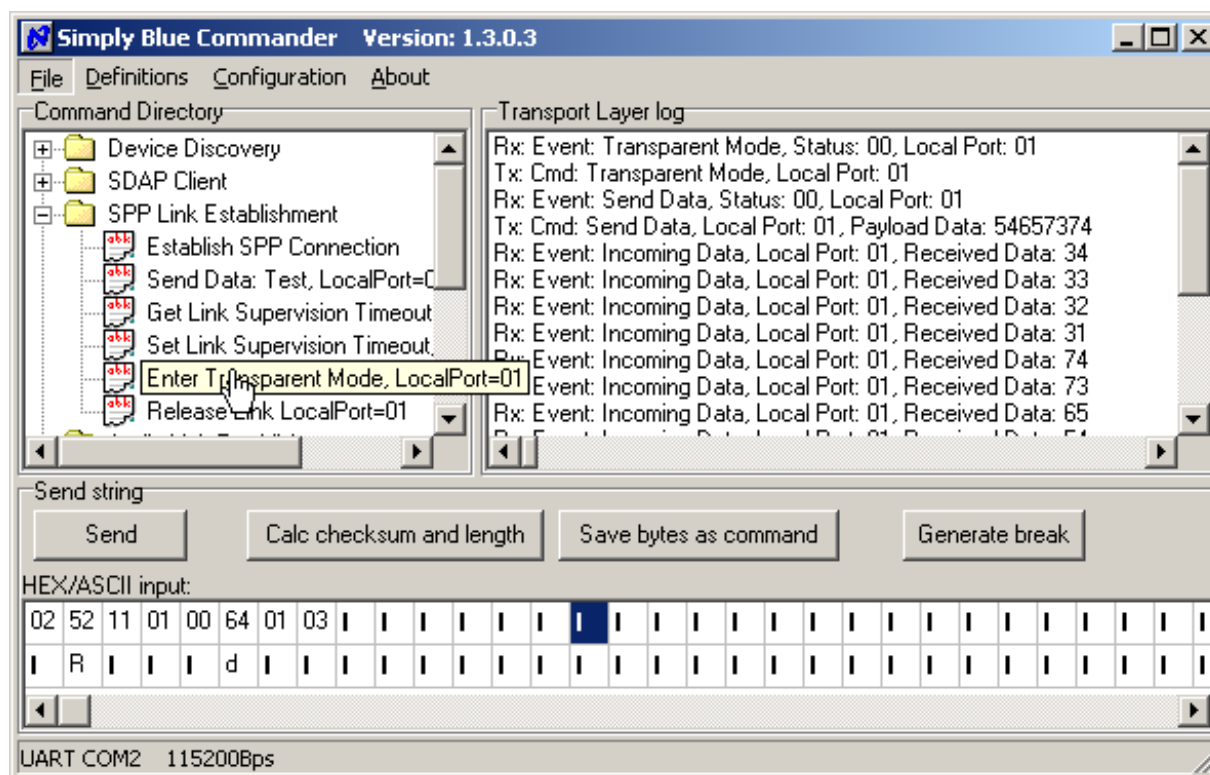 Simply Blue Commander Version: 1.3.0.3
File Definitions Configuration About
Command Directory
Device Discovery
SDAP Client
SPP Link Establishment
Establish SPP Connection
Send Data: Test, LocalPort=0
Get Link Supervision Timeout
Set Link Supervision Timeout,
Enter Transparent Mode, LocalPort=01
Release Link LocalPort=01
Transport Layer log
Rx: Event: Transparent Mode, Status: 00, Local Port: 01
Tx: Cmd: Transparent Mode, Local Port: 01
Rx: Event: Send Data, Status: 00, Local Port: 01
Tx: Cmd: Send Data, Local Port: 01, Payload Data: 54657374
Rx: Event: Incoming Data, Local Port: 01, Received Data: 34
Rx: Event: Incoming Data, Local Port: 01, Received Data: 33
Rx: Event: Incoming Data, Local Port: 01, Received Data: 32
Rx: Event: Incoming Data, Local Port: 01, Received Data: 31
Rx: Event: Incoming Data, Local Port: 01, Received Data: 74
Event: Incoming Data, Local Port: 01, Received Data: 73
Rx: Event: Incoming Data, Local Port: 01, Received Data: 65
Send string
Send Calc checksum and length Save bytes as command Generate break
HEX/ASCII input:
02 52 11 01 00 64 01 03
R d
UART COM2 115200Bps